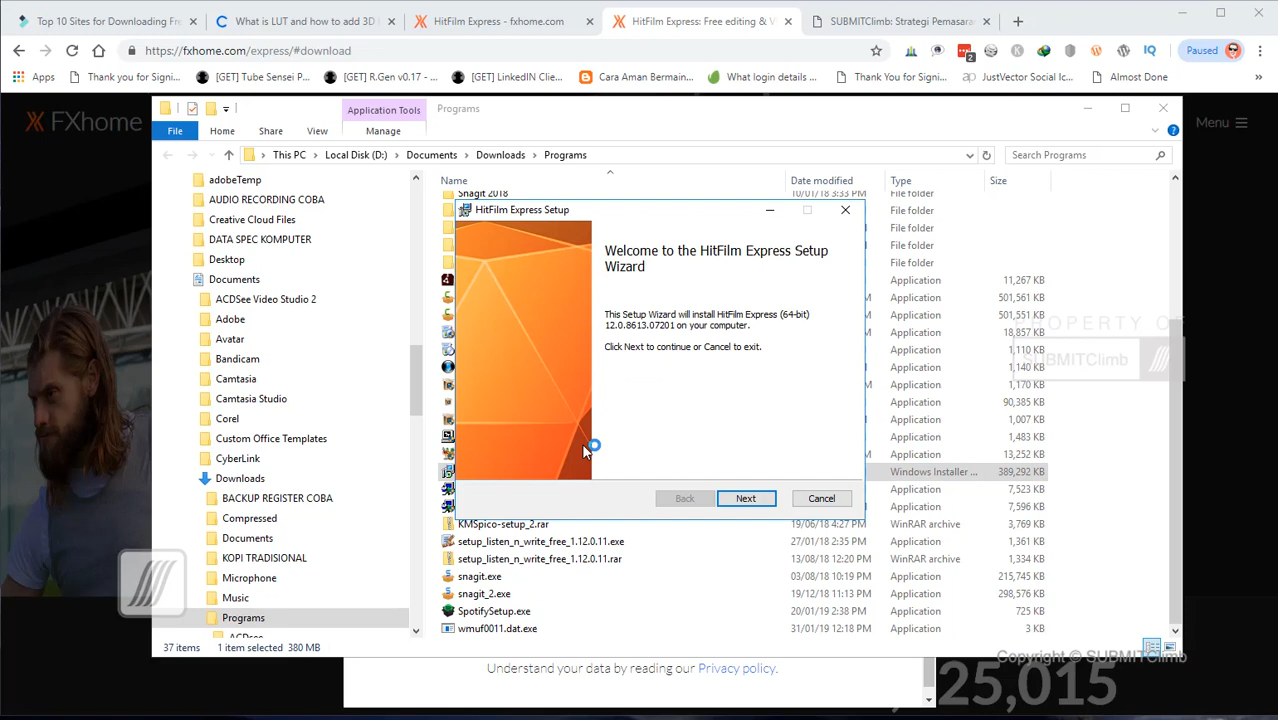 Top 10 Sites for Downloading Fre
What is LUT and how to add 3D L
HitFilm Express - fxhome.com
HitFilm Express: Free editing & V
SUBMITClimb: Strategi Pemasara
https://fxhome.com/express/#download
2
IQ
Paused
Apps
Thank you for Signi...
[GET] Tube Sensei P...
[GET] R.Gen v0.17 -...
[GET] LinkedIN Clie...
Cara Aman Bermain...
What login details ...
Thank You for Signi...
JustVector Social Ic...
Almost Done
»
FXhome
Menu
Application Tools
Programs
File
Home
Share
View
Manage
This PC
Local Disk (D:)
Documents
Downloads
Programs
Search Programs
Name
Date modified
Type
Size
adobeTemp
AUDIO RECORDING COBA
Creative Cloud Files
DATA SPEC KOMPUTER
Desktop
Documents
ACDSee Video Studio 2
Adobe
Avatar
Bandicam
Camtasia
Camtasia Studio
Corel
Custom Office Templates
CyberLink
Downloads
BACKUP REGISTER COBA
Compressed
Documents
KOPI TRADISIONAL
Microphone
Music
Programs
ACDsee
Snagit 2018
10/01/18 3:33 PM
File folder
File folder
File folder
File folder
File folder
Application
11,267 KB
Application
501,561 KB
Application
501,551 KB
Application
18,857 KB
Application
1,110 KB
Application
1,140 KB
Application
1,170 KB
Application
90,385 KB
Application
1,007 KB
Application
1,483 KB
Application
13,252 KB
Windows Installer ...
389,292 KB
Application
7,523 KB
Application
7,596 KB
KMSpico-setup_2.rar
19/06/18 4:27 PM
WinRAR archive
3,769 KB
setup_listen_n_write_free_1.12.0.11.exe
27/01/18 2:35 PM
Application
1,361 KB
setup_listen_n_write_free_1.12.0.11.rar
13/08/18 12:20 PM
WinRAR archive
1,334 KB
snagit.exe
03/08/18 10:19 PM
Application
215,745 KB
snagit_2.exe
19/12/18 11:13 PM
Application
298,576 KB
SpotifySetup.exe
20/01/19 2:38 PM
Application
725 KB
wmuf0011.dat.exe
31/01/19 12:18 PM
Application
3 KB
HitFilm Express Setup
Welcome to the HitFilm Express Setup
Wizard
This Setup Wizard will install HitFilm Express (64-bit)
12.0.8613.07201 on your computer.
Click Next to continue or Cancel to exit.
Back
Next
Cancel
PROPERTY OF
SUBMITClimb
37 items
1 item selected 380 MB
Copyright © SUBMITClimb
Understand your data by reading our Privacy policy.
25,015